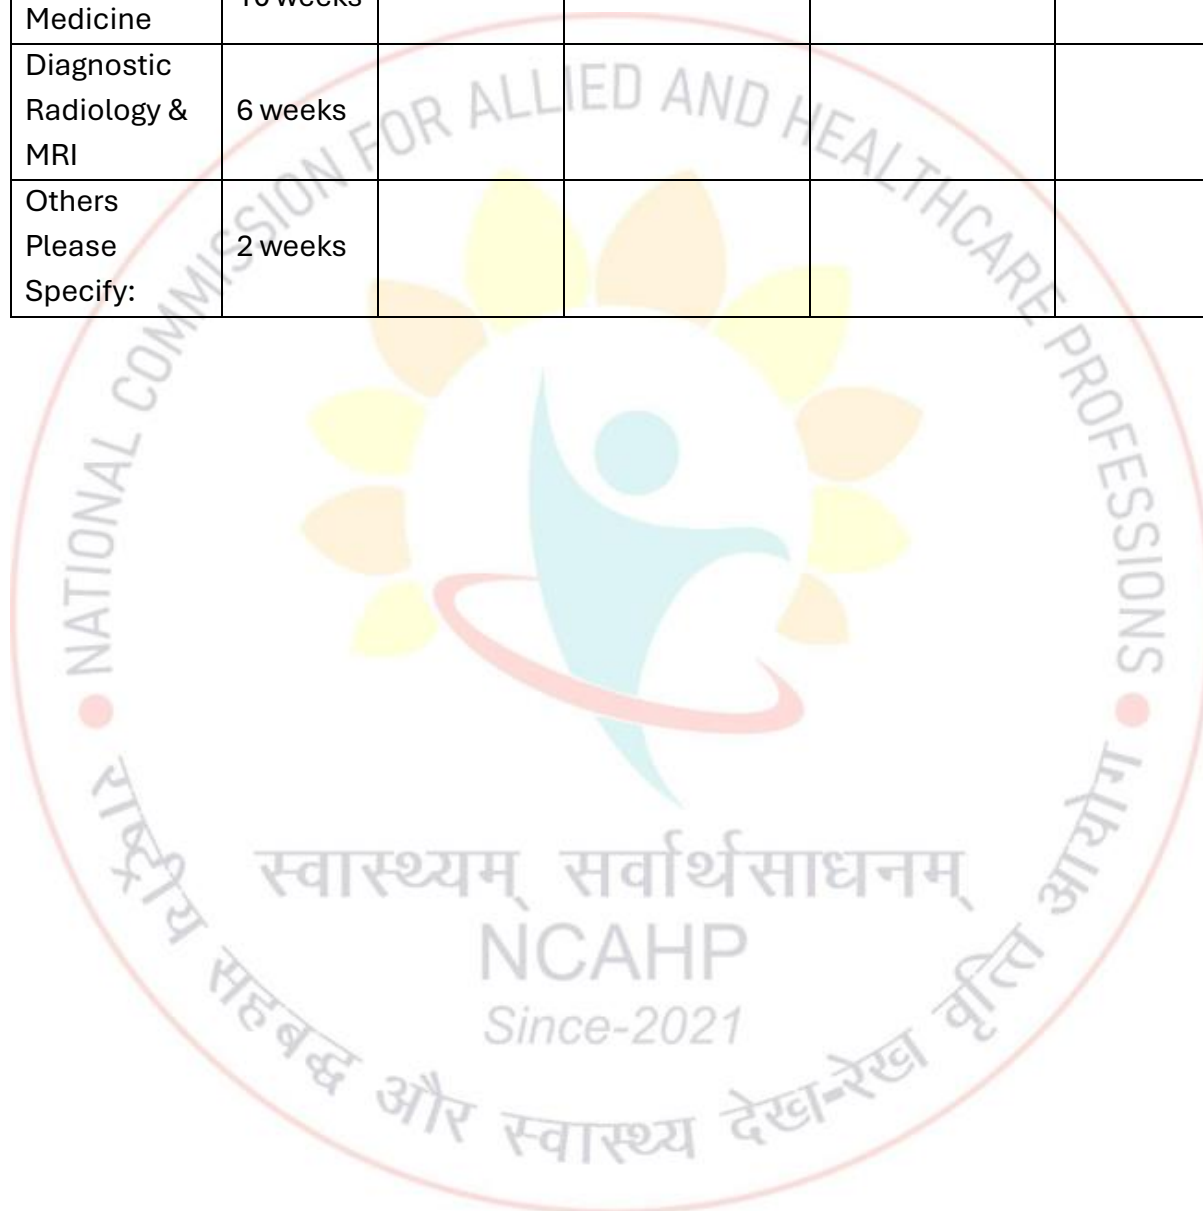 Medicine
10 weeks
Diagnostic
Radiology &
MRI
6 weeks
Others
Please
Specify:
2 weeks
NATIONAL COMMISSION FOR ALLIED AND HEALTHCARE PROFESSIONS
स्वास्थ्यम् सर्वार्थसाधनम्
NCAHP
Since-2021
राष्ट्रीय सहबद्ध और स्वास्थ्य देख-रेख वृत्ति आयोग